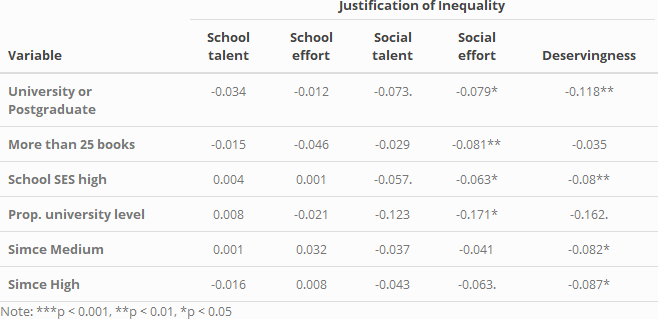 Justification of Inequality
Variable School talent School effort Social talent Social effort Deservingness
University or Postgraduate -0.034 -0.012 -0.073. -0.079* -0.118**
More than 25 books -0.015 -0.046 -0.029 -0.081** -0.035
School SES high 0.004 0.001 -0.057. -0.063* -0.08**
Prop. university level 0.008 -0.021 -0.123 -0.171* -0.162.
Simce Medium 0.001 0.032 -0.037 -0.041 -0.082*
Simce High -0.016 0.008 -0.043 -0.063. -0.087*
Note: ***p < 0.001, **p < 0.01, *p < 0.05